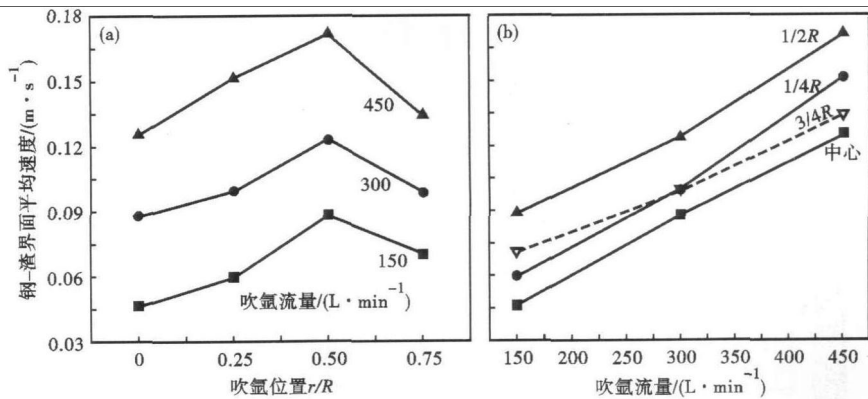 0.18
0.15
0.12
0.09
0.06
0.03
钢-渣界面平均速度/(m·s⁻¹)
(a)
450
300
150
吹氩流量/(L·min⁻¹)
0 0.25 0.50 0.75
吹氩位置r/R
(b)
1/2R
1/4R
3/4R
中心
150 200 250 300 350 400 450
吹氩流量/(L·min⁻¹)